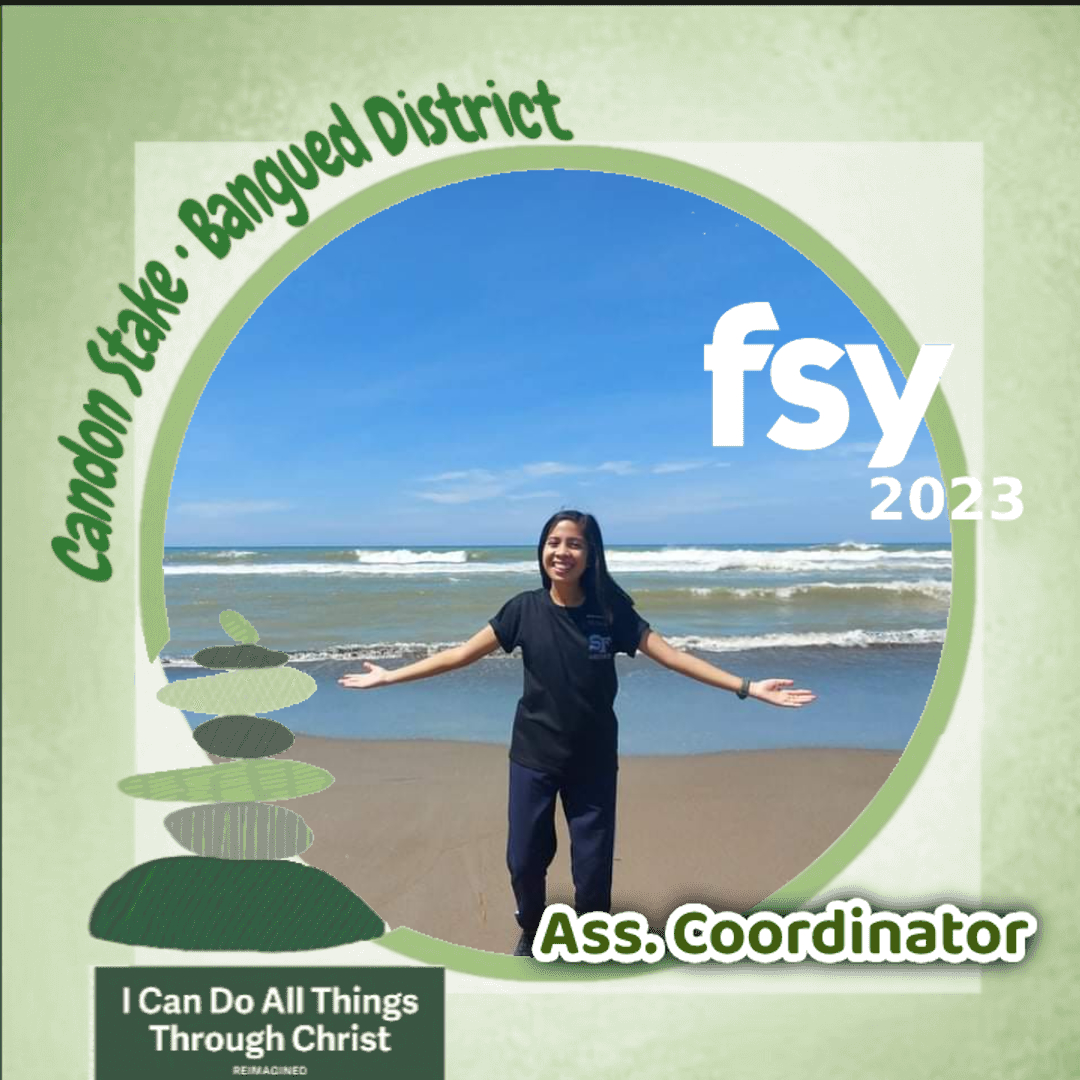 Candon Stake • Bangued District
fsy
2023
Ass. Coordinator
I Can Do All Things
Through Christ
REIMAGINED